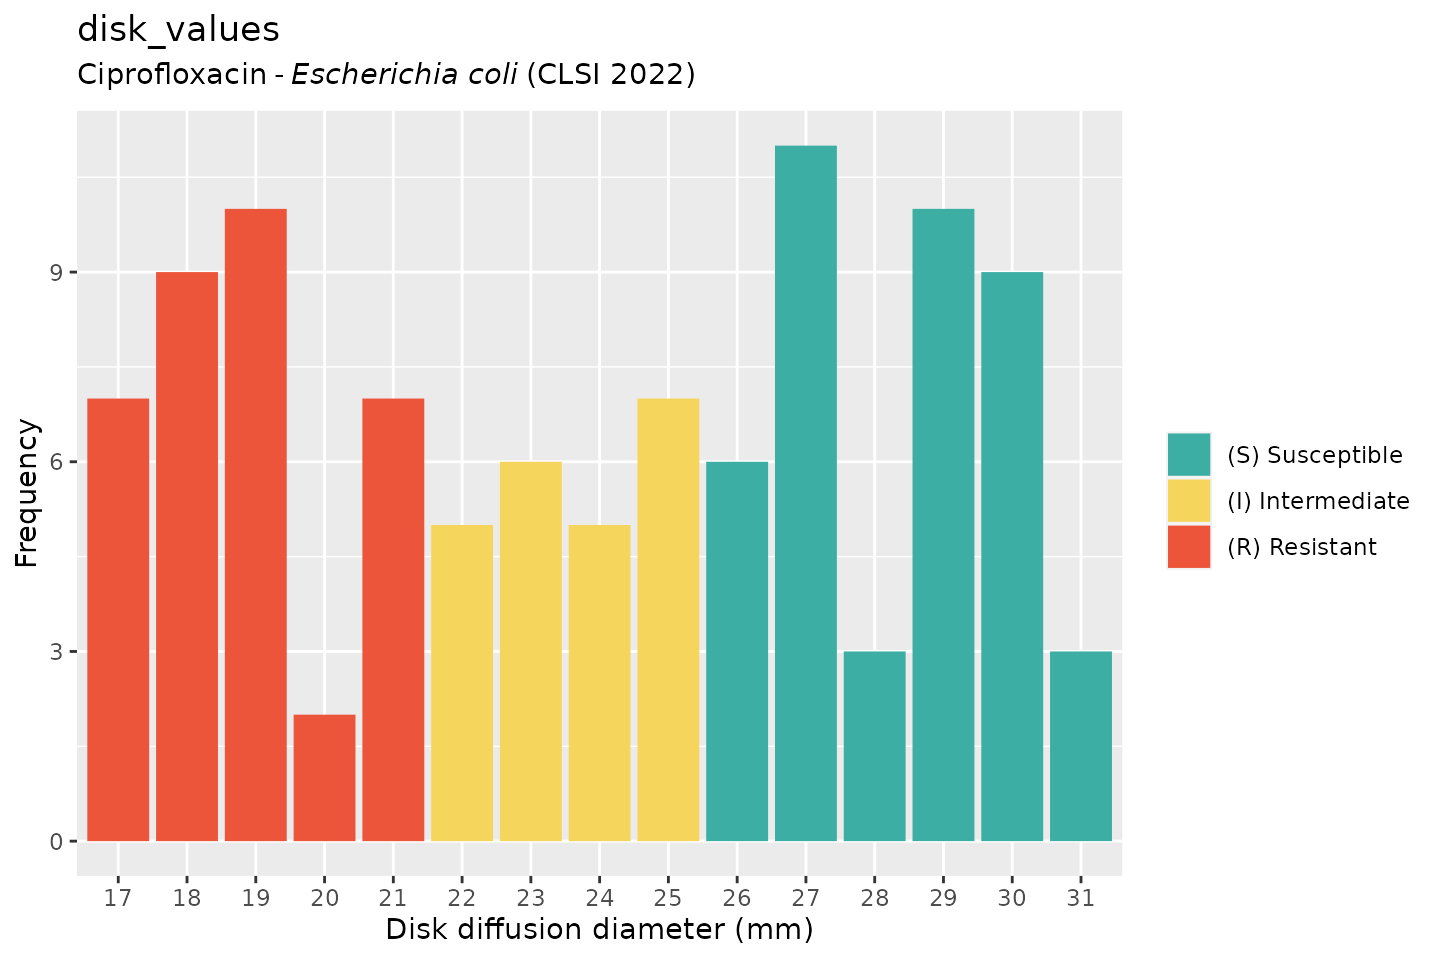 disk_values
Ciprofloxacin - Escherichia coli (CLSI 2022)
Frequency
9
6
3
0
17 18 19 20 21 22 23 24 25 26 27 28 29 30 31
Disk diffusion diameter (mm)
(S) Susceptible
(I) Intermediate
(R) Resistant